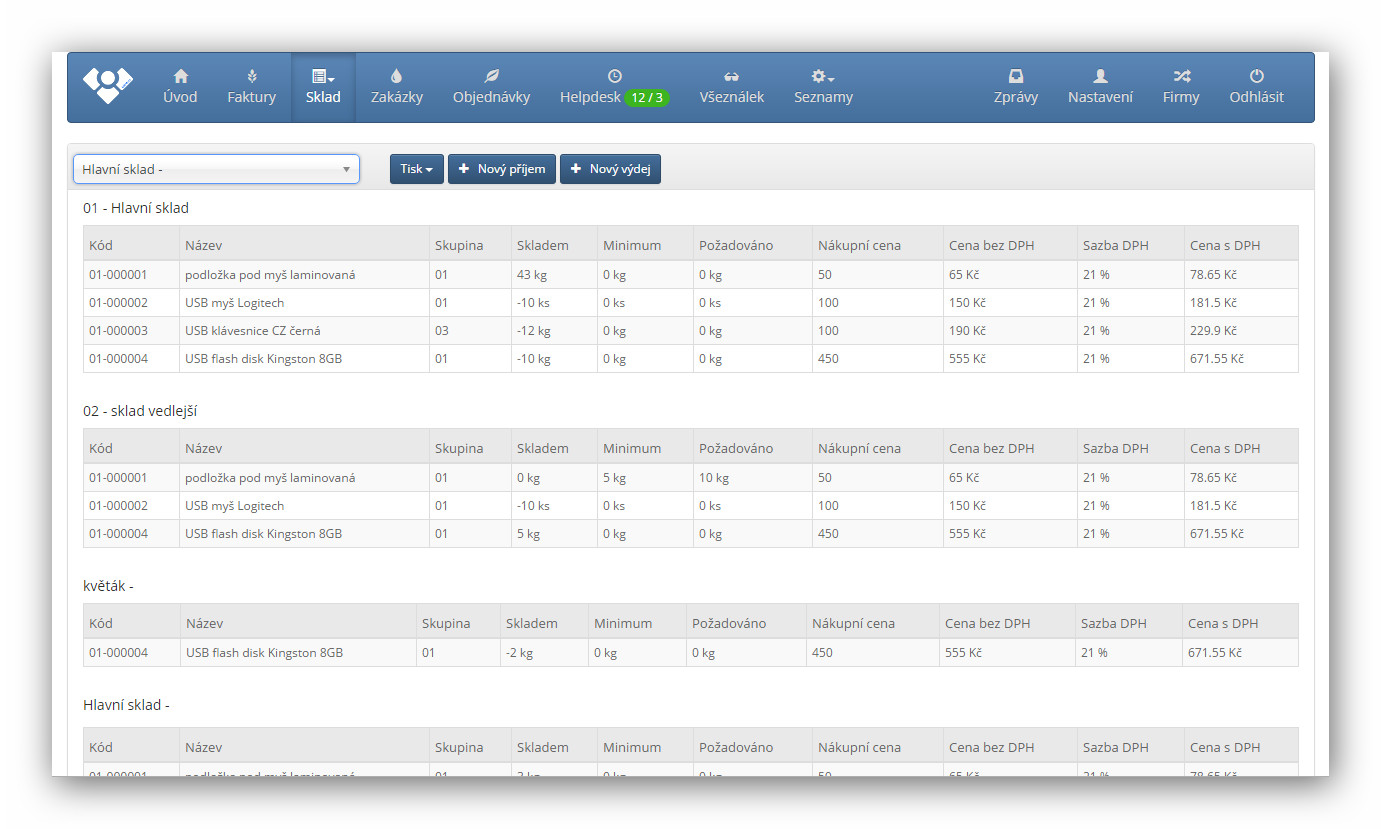 Úvod Faktury Sklad Zakázky Objednávky Helpdesk 12 / 3 Všeználek Seznamy Zprávy Nastavení Firmy Odhlásit
Hlavní sklad - Tisk Nový příjem Nový výdej
01 - Hlavní sklad
Kód Název Skupina Skladem Minimum Požadováno Nákupní cena Cena bez DPH Sazba DPH Cena s DPH
01-000001 podložka pod myš laminovaná 01 43 kg 0 kg 0 kg 50 65 Kč 21 % 78.65 Kč
01-000002 USB myš Logitech 01 -10 ks 0 ks 0 ks 100 150 Kč 21 % 181.5 Kč
01-000003 USB klávesnice CZ černá 03 -12 kg 0 kg 0 kg 100 190 Kč 21 % 229.9 Kč
01-000004 USB flash disk Kingston 8GB 01 -10 kg 0 kg 0 kg 450 555 Kč 21 % 671.55 Kč
02 - sklad vedlejší
Kód Název Skupina Skladem Minimum Požadováno Nákupní cena Cena bez DPH Sazba DPH Cena s DPH
01-000001 podložka pod myš laminovaná 01 0 kg 5 kg 10 kg 50 65 Kč 21 % 78.65 Kč
01-000002 USB myš Logitech 01 -10 ks 0 ks 0 ks 100 150 Kč 21 % 181.5 Kč
01-000004 USB flash disk Kingston 8GB 01 5 kg 0 kg 0 kg 450 555 Kč 21 % 671.55 Kč
květák -
Kód Název Skupina Skladem Minimum Požadováno Nákupní cena Cena bez DPH Sazba DPH Cena s DPH
01-000004 USB flash disk Kingston 8GB 01 -2 kg 0 kg 0 kg 450 555 Kč 21 % 671.55 Kč
Hlavní sklad -
Kód Název Skupina Skladem Minimum Požadováno Nákupní cena Cena bez DPH Sazba DPH Cena s DPH